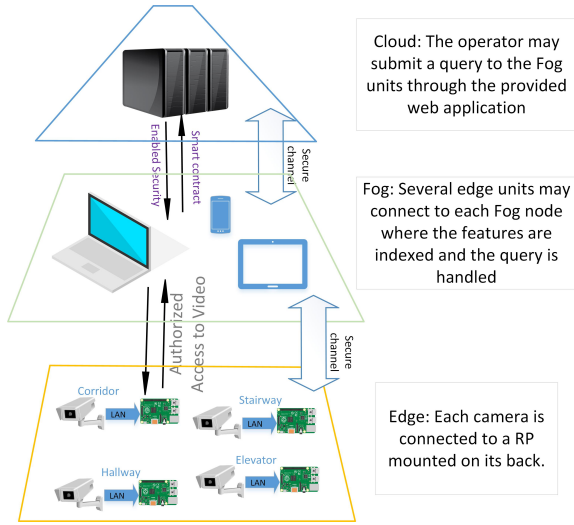 Cloud: The operator may
submit a query to the Fog
units through the provided
web application
Enabled Security
Smart contract
Secure
channel
Fog: Several edge units may
connect to each Fog node
where the features are
indexed and the query is
handled
Authorized
Access to Video
Secure
channel
Corridor
LAN
Stairway
LAN
Hallway
LAN
Elevator
LAN
Edge: Each camera is
connected to a RP
mounted on its back.